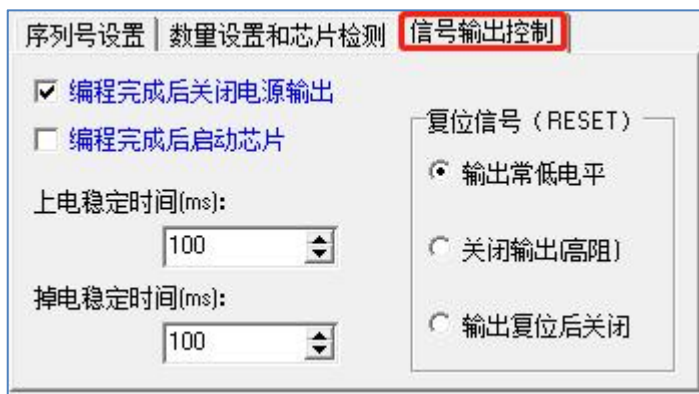 序列号设置 数量设置和芯片检测 信号输出控制
编程完成后关闭电源输出
编程完成后启动芯片
上电稳定时间(ms):
100
掉电稳定时间(ms):
100
复位信号（RESET）
输出常低电平
关闭输出(高阻)
输出复位后关闭